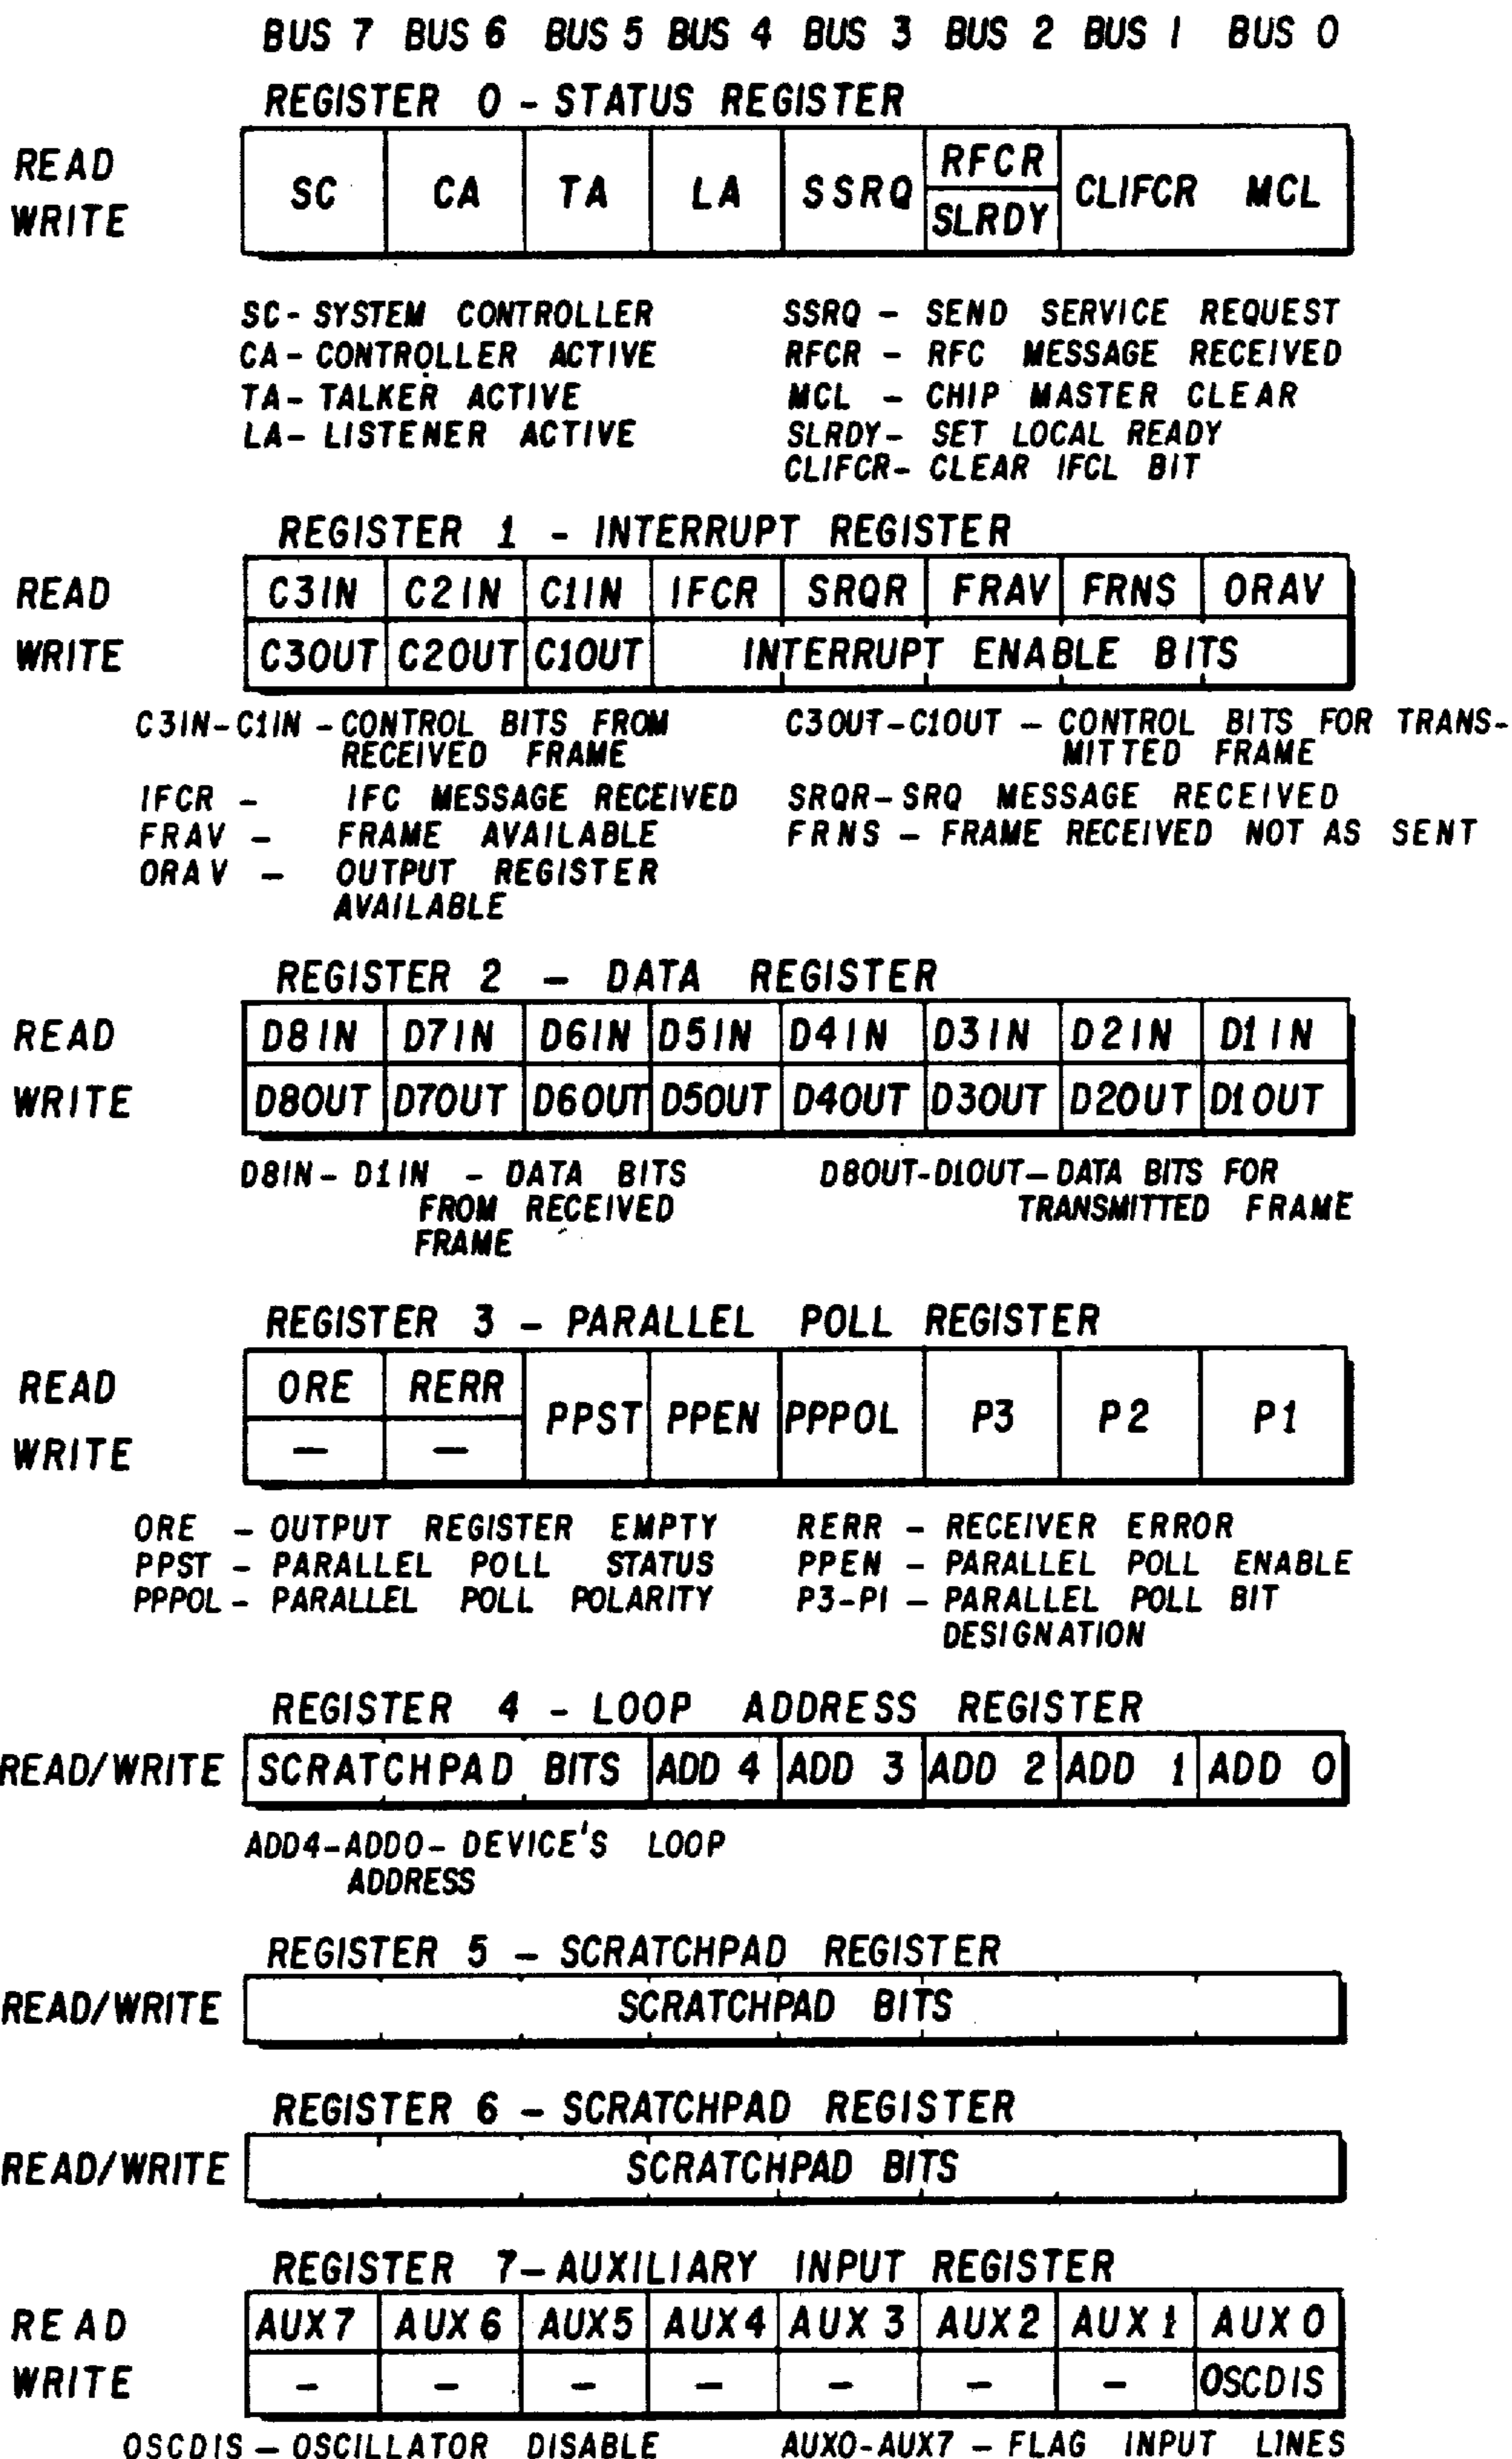 BUS 7 BUS 6 BUS 5 BUS 4 BUS 3 BUS 2 BUS 1 BUS 0
REGISTER 0 - STATUS REGISTER
READ
WRITE
SC CA TA LA SSRQ RFCR SLRDY CLIFCR MCL
SC - SYSTEM CONTROLLER
CA - CONTROLLER ACTIVE
TA - TALKER ACTIVE
LA - LISTENER ACTIVE
SSRQ - SEND SERVICE REQUEST
RFCR - RFC MESSAGE RECEIVED
MCL - CHIP MASTER CLEAR
SLRDY - SET LOCAL READY
CLIFCR - CLEAR IFCL BIT
REGISTER 1 - INTERRUPT REGISTER
READ C3IN C2IN C1IN IFCR SRQR FRAV FRNS ORAV
WRITE C3OUT C2OUT C1OUT INTERRUPT ENABLE BITS
C3IN-C1IN - CONTROL BITS FROM
RECEIVED FRAME
IFCR - IFC MESSAGE RECEIVED
FRAV - FRAME AVAILABLE
ORAV - OUTPUT REGISTER
AVAILABLE
C3OUT-C1OUT - CONTROL BITS FOR TRANS-
MITTED FRAME
SRQR - SRQ MESSAGE RECEIVED
FRNS - FRAME RECEIVED NOT AS SENT
REGISTER 2 - DATA REGISTER
READ D8IN D7IN D6IN D5IN D4IN D3IN D2IN D1IN
WRITE D8OUT D7OUT D6OUT D5OUT D4OUT D3OUT D2OUT D1OUT
D8IN - D1IN - DATA BITS
FROM RECEIVED
FRAME
D8OUT-D1OUT - DATA BITS FOR
TRANSMITTED FRAME
REGISTER 3 - PARALLEL POLL REGISTER
READ ORE RERR
WRITE - -
PPST PPEN PPPOL P3 P2 P1
ORE - OUTPUT REGISTER EMPTY
PPST - PARALLEL POLL STATUS
PPPOL - PARALLEL POLL POLARITY
RERR - RECEIVER ERROR
PPEN - PARALLEL POLL ENABLE
P3-P1 - PARALLEL POLL BIT
DESIGNATION
REGISTER 4 - LOOP ADDRESS REGISTER
READ/WRITE SCRATCHPAD BITS ADD 4 ADD 3 ADD 2 ADD 1 ADD 0
ADD4-ADD0 - DEVICE'S LOOP
ADDRESS
REGISTER 5 - SCRATCHPAD REGISTER
READ/WRITE SCRATCHPAD BITS
REGISTER 6 - SCRATCHPAD REGISTER
READ/WRITE SCRATCHPAD BITS
REGISTER 7 - AUXILIARY INPUT REGISTER
READ AUX7 AUX6 AUX5 AUX4 AUX3 AUX2 AUX1 AUX0
WRITE - - - - - - - OSCDIS
OSCDIS - OSCILLATOR DISABLE AUX0-AUX7 - FLAG INPUT LINES